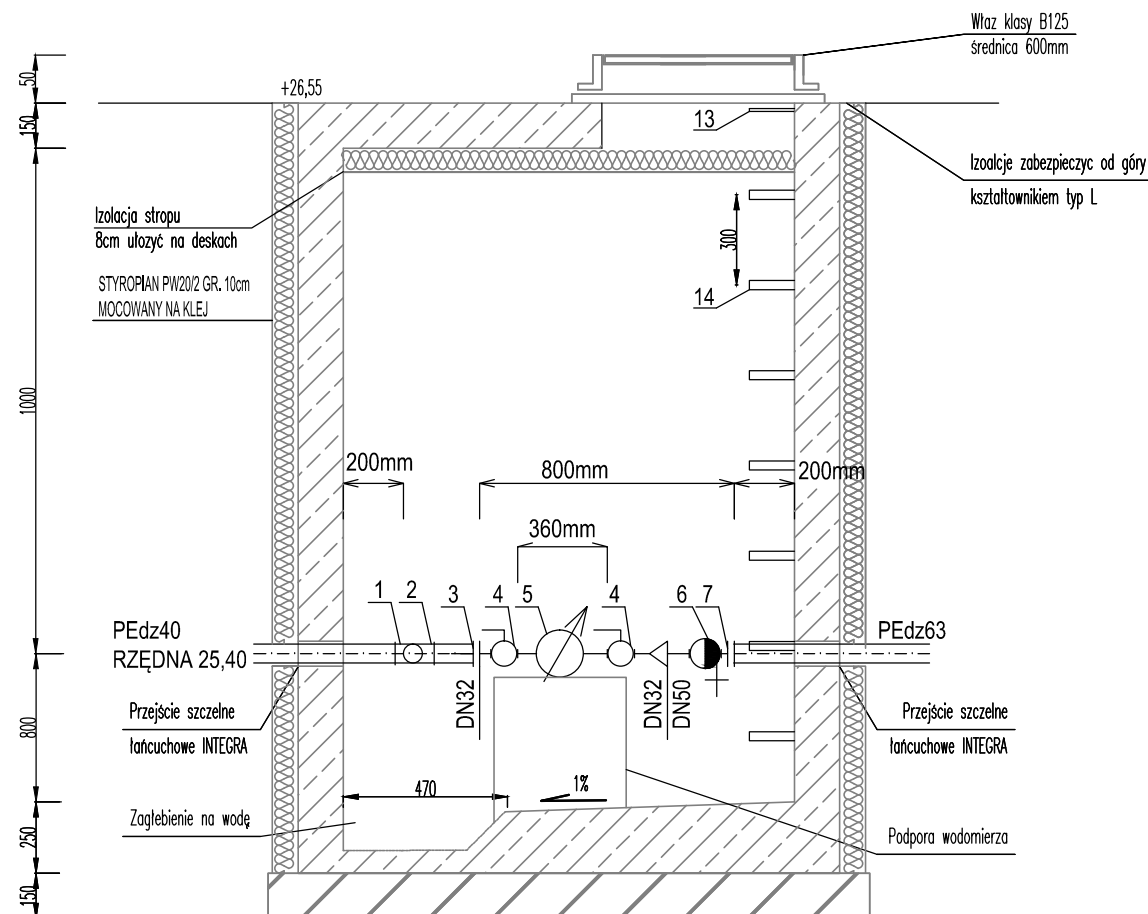 Właz klasy B125
średnica 600mm
50
+26,55
150
13
Izoalcje zabezpieczyc od góry
kształtownikiem typ L
Izolacja stropu
8cm ułozyć na deskach
300
STYROPIAN PW20/2 GR. 10cm
MOCOWANY NA KLEJ
14
1000
200mm
800mm
200mm
360mm
1
2
3
4
5
4
6
7
PEdz40
RZĘDNA 25,40
PEdz63
DN32
DN32
DN50
Przejście szczelne
łańcuchowe INTEGRA
Przejście szczelne
łańcuchowe INTEGRA
800
470
1%
Zagłebienie na wodę
Podpora wodomierza
250
150